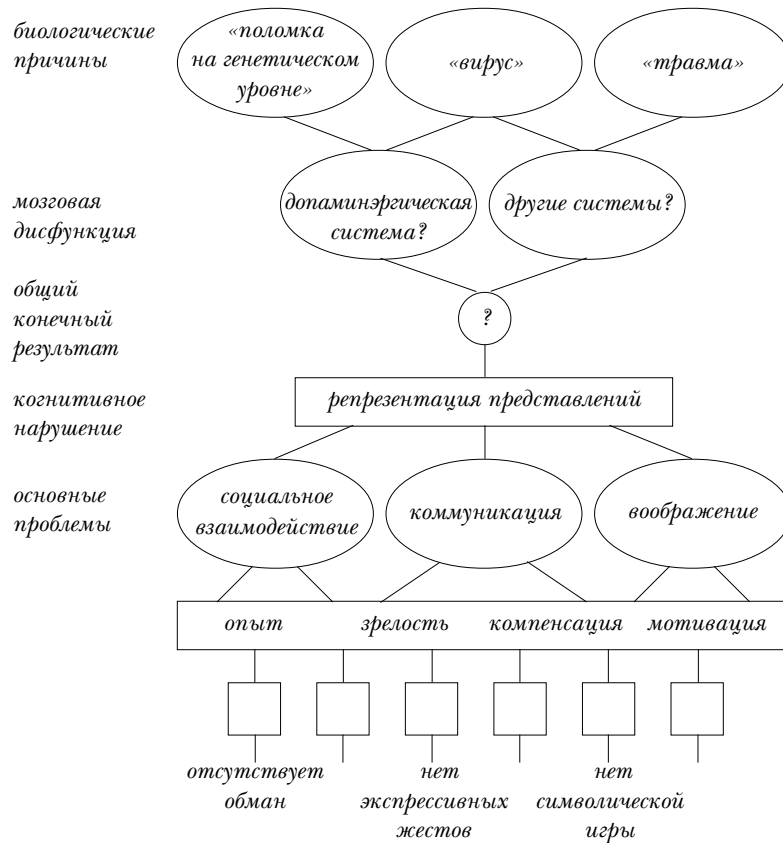 биологические
причины
«поломка
на генетическом
уровне»
«вирус»
«травма»
мозговая
дисфункция
допаминэргическая
система?
другие системы?
общий
конечный
результат
?
когнитивное
нарушение
репрезентация представлений
основные
проблемы
социальное
взаимодействие
коммуникация
воображение
опыт зрелость компенсация мотивация
отсутствует
обман
нет
экспрессивных
жестов
нет
символической
игры